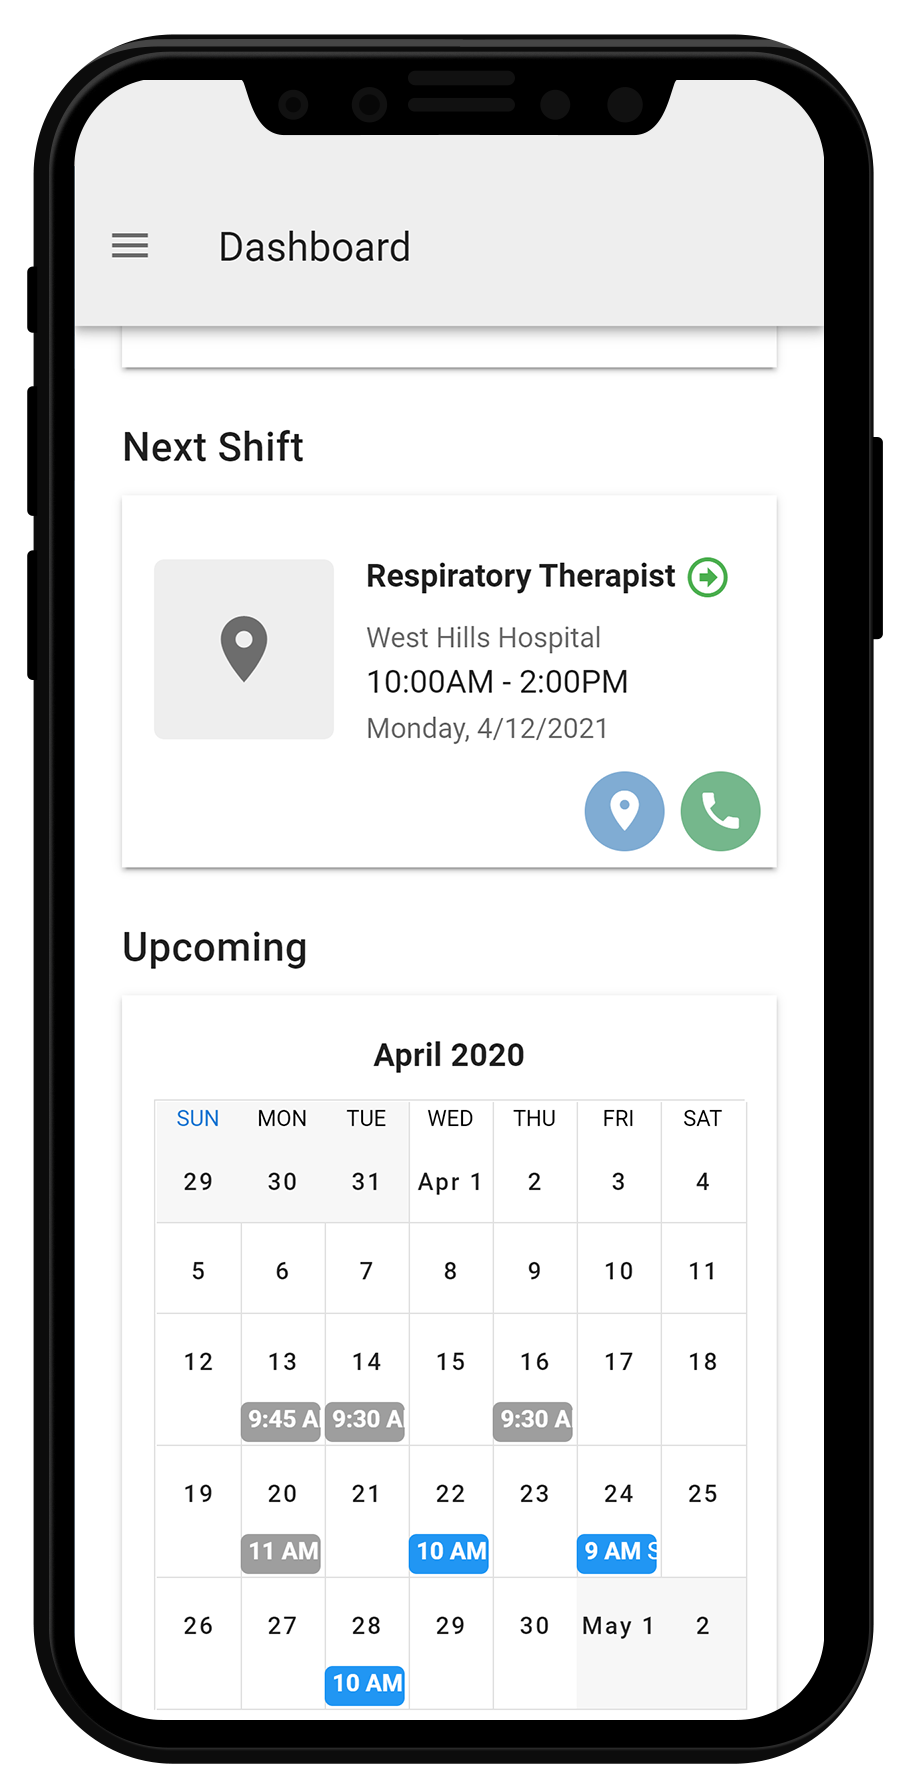 Dashboard
Next Shift
Respiratory Therapist
West Hills Hospital
10:00AM - 2:00PM
Monday, 4/12/2021
Upcoming
April 2020
SUN MON TUE WED THU FRI SAT
29 30 31 Apr 1 2 3 4
5 6 7 8 9 10 11
12 13 14 15 16 17 18
9:45 A 9:30 A 9:30 A
19 20 21 22 23 24 25
11 AM 10 AM 9 AM S
26 27 28 29 30 May 1 2
10 AM